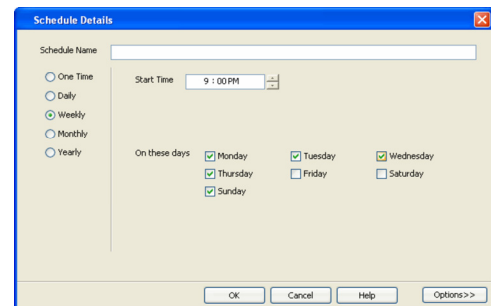 Schedule Details
Schedule Name
One Time
Start Time 9 : 00 PM
Daily
Weekly
Monthly
Yearly
On these days Monday Tuesday Wednesday
Thursday Friday Saturday
Sunday
OK Cancel Help Options>>